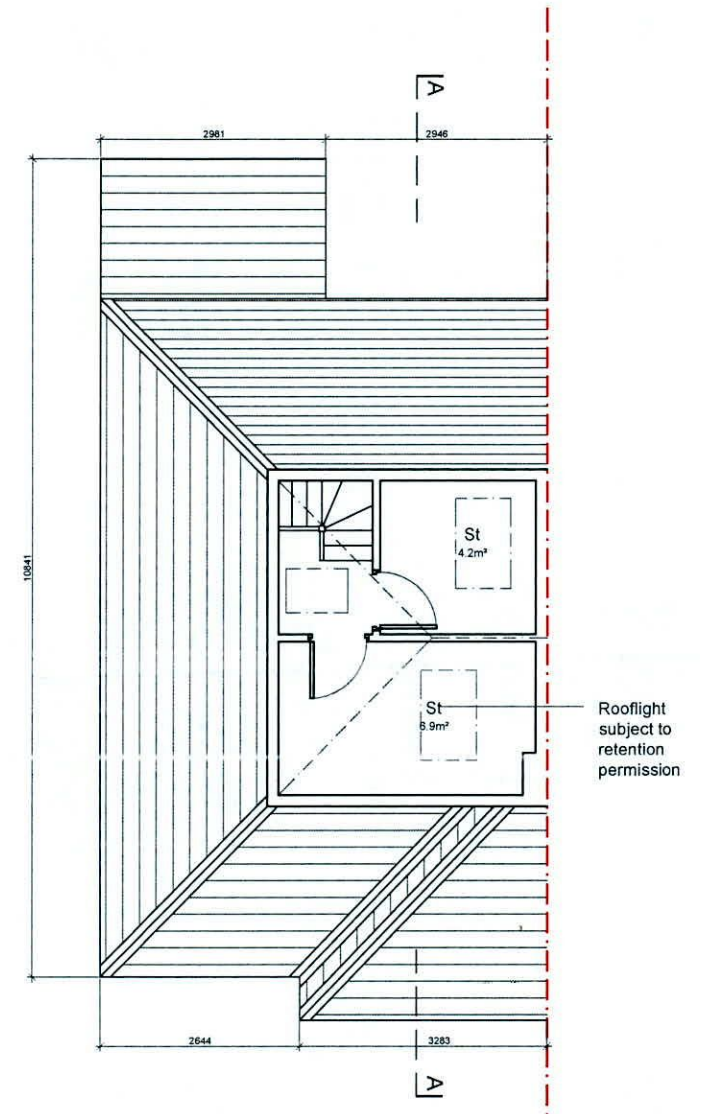 A
2981
2946
10841
St
4.2m²
St
6.9m²
Rooflight
subject to
retention
permission
2644
3283
A